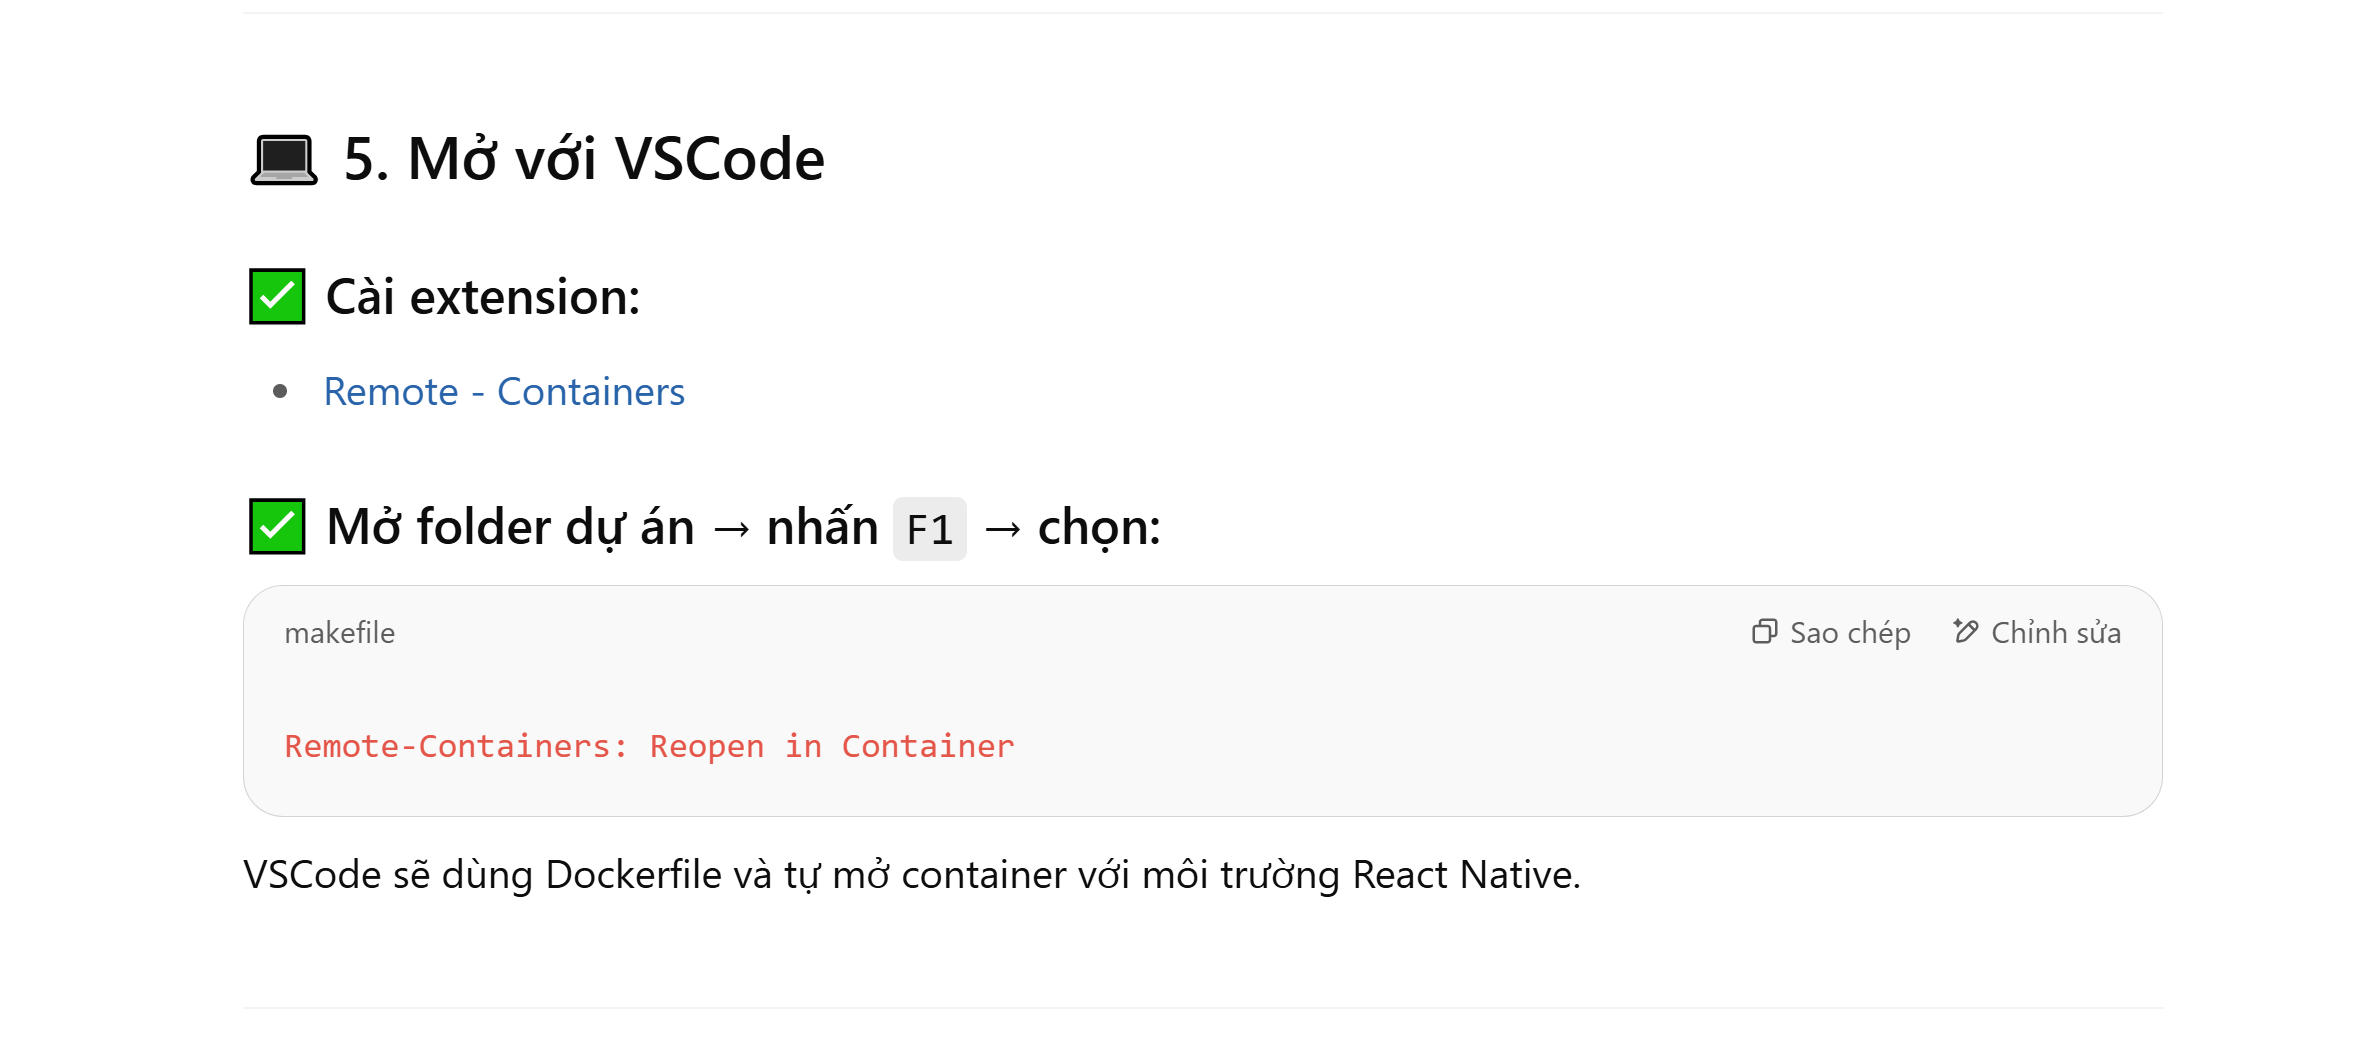 💻 5. Mở với VSCode
✅ Cài extension:
• Remote - Containers
✅ Mở folder dự án → nhấn F1 → chọn:
makefile
Sao chép
Chỉnh sửa
Remote-Containers: Reopen in Container
VSCode sẽ dùng Dockerfile và tự mở container với môi trường React Native.